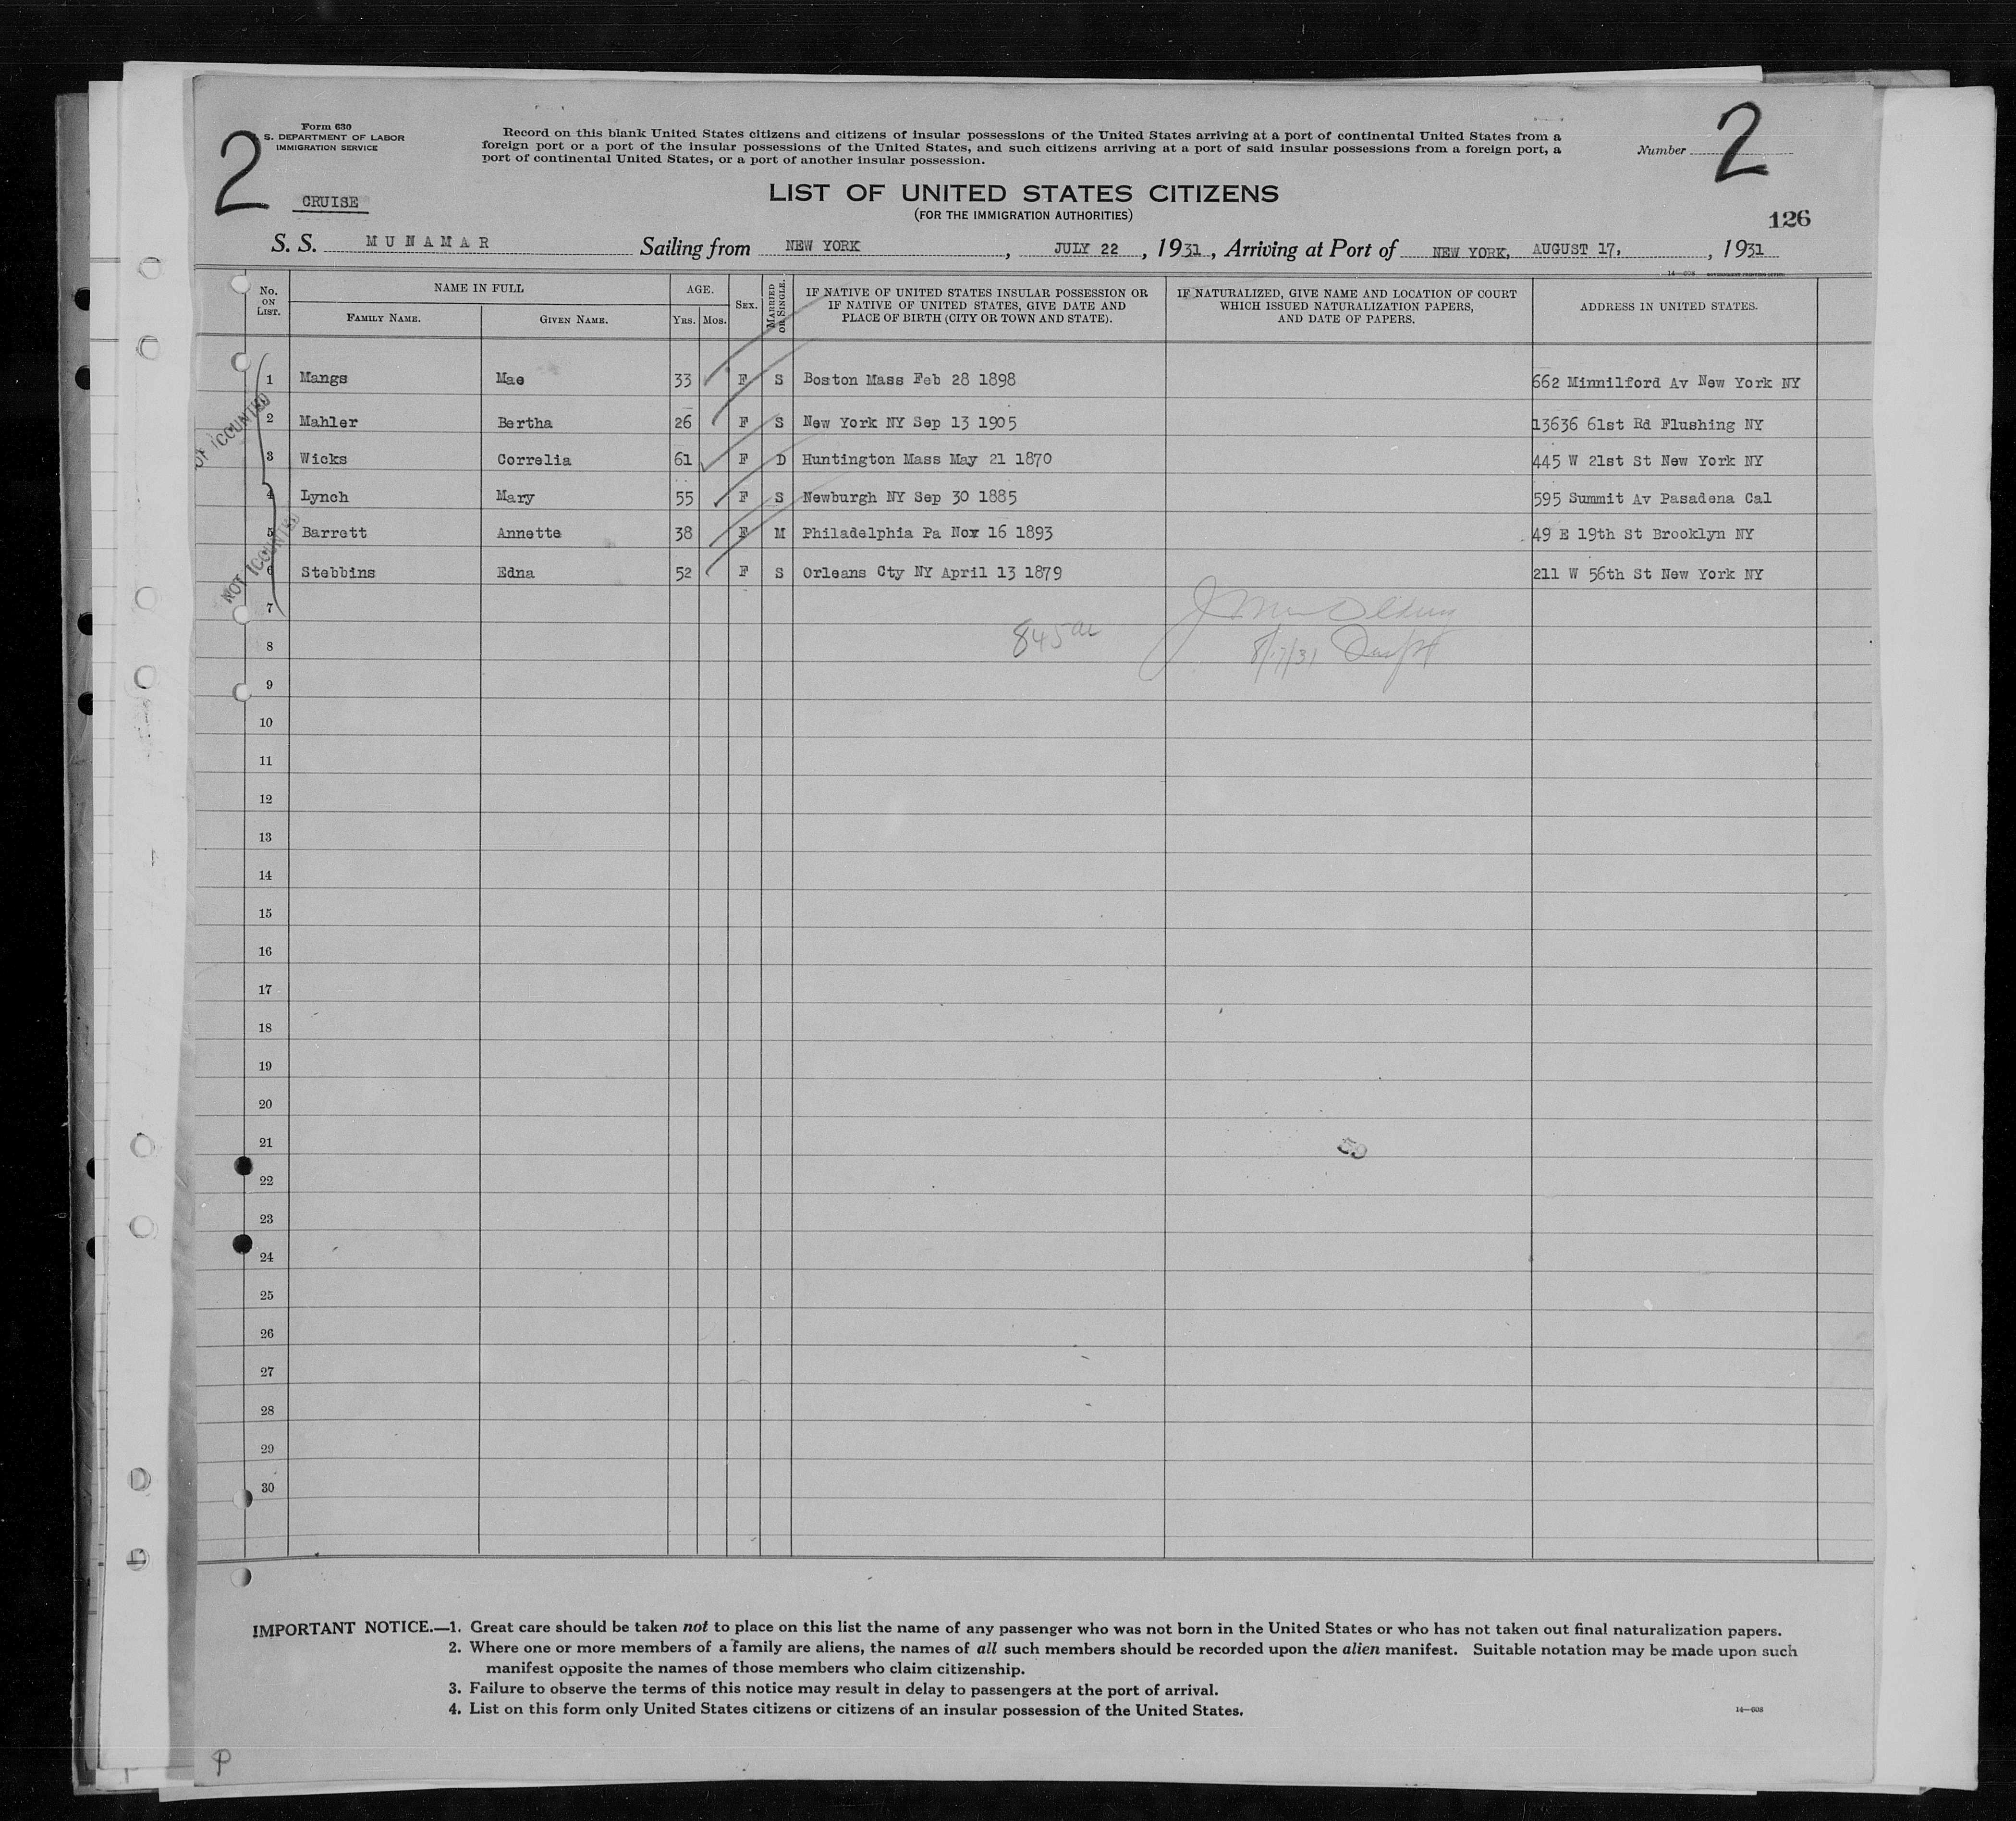 Form 630
S. DEPARTMENT OF LABOR
IMMIGRATION SERVICE
2
CRUISE
Record on this blank United States citizens and citizens of insular possessions of the United States arriving at a port of continental United States from a
foreign port or a port of the insular possessions of the United States, and such citizens arriving at a port of said insular possessions from a foreign port, a
port of continental United States, or a port of another insular possession.
Number 2
LIST OF UNITED STATES CITIZENS
(FOR THE IMMIGRATION AUTHORITIES)
126
S. S. MUNAMAR Sailing from NEW YORK, JULY 22, 1931, Arriving at Port of NEW YORK, AUGUST 17, , 1931
14—608 GOVERNMENT PRINTING OFFICE
No. ON LIST. NAME IN FULL AGE. SEX. MARRIED OR SINGLE. IF NATIVE OF UNITED STATES INSULAR POSSESSION OR IF NATIVE OF UNITED STATES, GIVE DATE AND PLACE OF BIRTH (CITY OR TOWN AND STATE). IF NATURALIZED, GIVE NAME AND LOCATION OF COURT WHICH ISSUED NATURALIZATION PAPERS, AND DATE OF PAPERS. ADDRESS IN UNITED STATES.
FAMILY NAME. GIVEN NAME. YRS. MOS.
1 Mangs Mae 33 F S Boston Mass Feb 28 1898 662 Minnilford Av New York NY
2 Mahler Bertha 26 F S New York NY Sep 13 1905 13636 61st Rd Flushing NY
3 Wicks Correlia 61 F D Huntington Mass May 21 1870 445 W 21st St New York NY
4 Lynch Mary 55 F S Newburgh NY Sep 30 1885 595 Summit Av Pasadena Cal
5 Barrett Annette 38 F M Philadelphia Pa Nov 16 1893 49 E 19th St Brooklyn NY
6 Stebbins Edna 52 F S Orleans Cty NY April 13 1879 211 W 56th St New York NY
NOT COUNTED
7
845
8/17/31
8
9
10
11
12
13
14
15
16
17
18
19
20
21
22
23
24
25
26
27
28
29
30
IMPORTANT NOTICE.—1. Great care should be taken not to place on this list the name of any passenger who was not born in the United States or who has not taken out final naturalization papers.
2. Where one or more members of a family are aliens, the names of all such members should be recorded upon the alien manifest. Suitable notation may be made upon such
manifest opposite the names of those members who claim citizenship.
3. Failure to observe the terms of this notice may result in delay to passengers at the port of arrival.
4. List on this form only United States citizens or citizens of an insular possession of the United States.
14—608
P